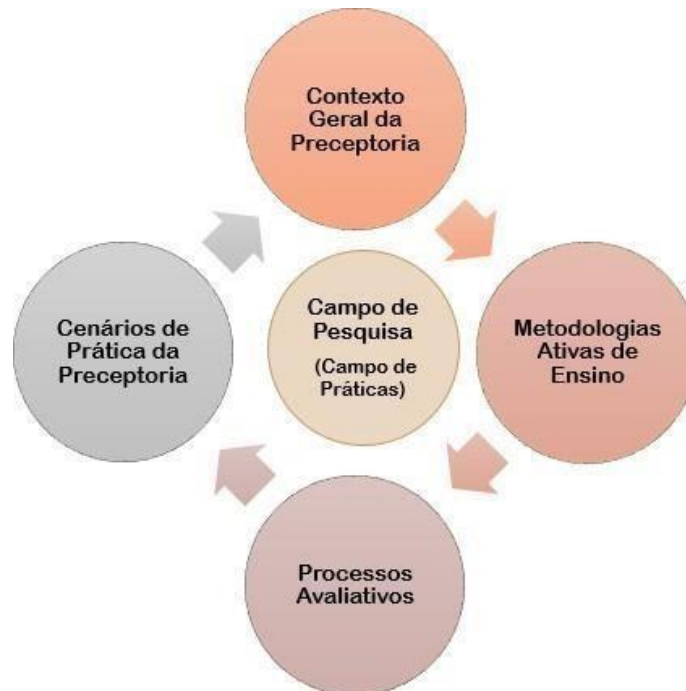 Contexto
Geral da
Preceptoria
Cenários de
Prática da
Preceptoria
Campo de
Pesquisa
(Campo de
Práticas)
Metodologias
Ativas de
Ensino
Processos
Avaliativos